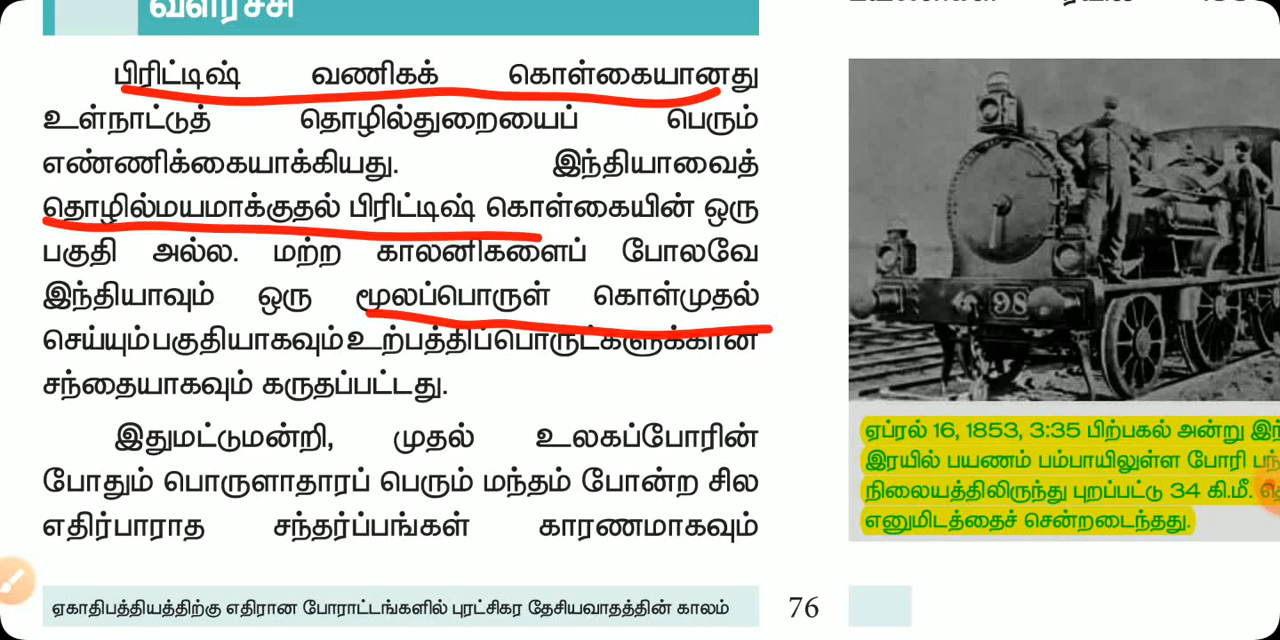 வளர்ச்சி
பிரிட்டிஷ் வணிகக் கொள்கையானது
உள்நாட்டுத் தொழில்துறையைப் பெரும்
எண்ணிக்கையாக்கியது. இந்தியாவைத்
தொழில்மயமாக்குதல் பிரிட்டிஷ் கொள்கையின் ஒரு
பகுதி அல்ல. மற்ற காலனிகளைப் போலவே
இந்தியாவும் ஒரு மூலப்பொருள் கொள்முதல்
செய்யும்பகுதியாகவும்உற்பத்திப்பொருட்களுக்கான
சந்தையாகவும் கருதப்பட்டது.
இதுமட்டுமன்றி, முதல் உலகப்போரின்
போதும் பொருளாதாரப் பெரும் மந்தம் போன்ற சில
எதிர்பாராத சந்தர்ப்பங்கள் காரணமாகவும்
98
ஏப்ரல் 16, 1853, 3:35 பிற்பகல் அன்று
இரயில் பயணம் பம்பாயிலுள்ள போரி
நிலையத்திலிருந்து புறப்பட்டு 34 கி.மீ.
எனுமிடத்தைச் சென்றடைந்தது.
ஏகாதிபத்தியத்திற்கு எதிரான போராட்டங்களில் புரட்சிகர தேசியவாதத்தின் காலம்
76